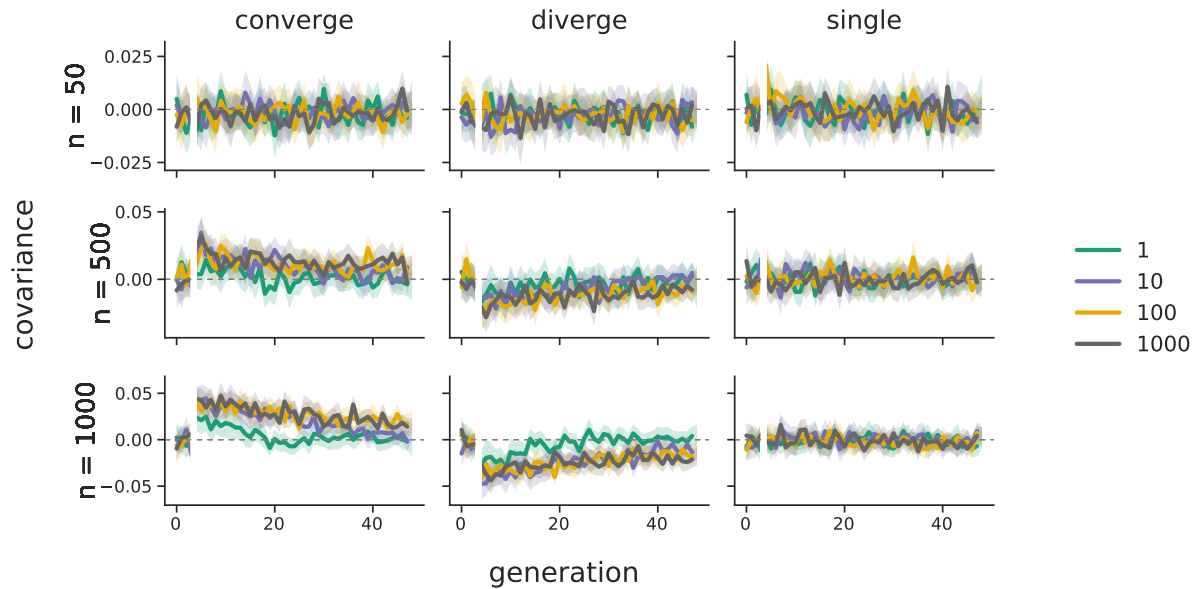 converge diverge single
n = 50
0.025
0.000
−0.025
covariance
n = 500
0.05
0.00
n = 1000
0.05
0.00
−0.05
0 20 40 0 20 40 0 20 40
generation
1
10
100
1000